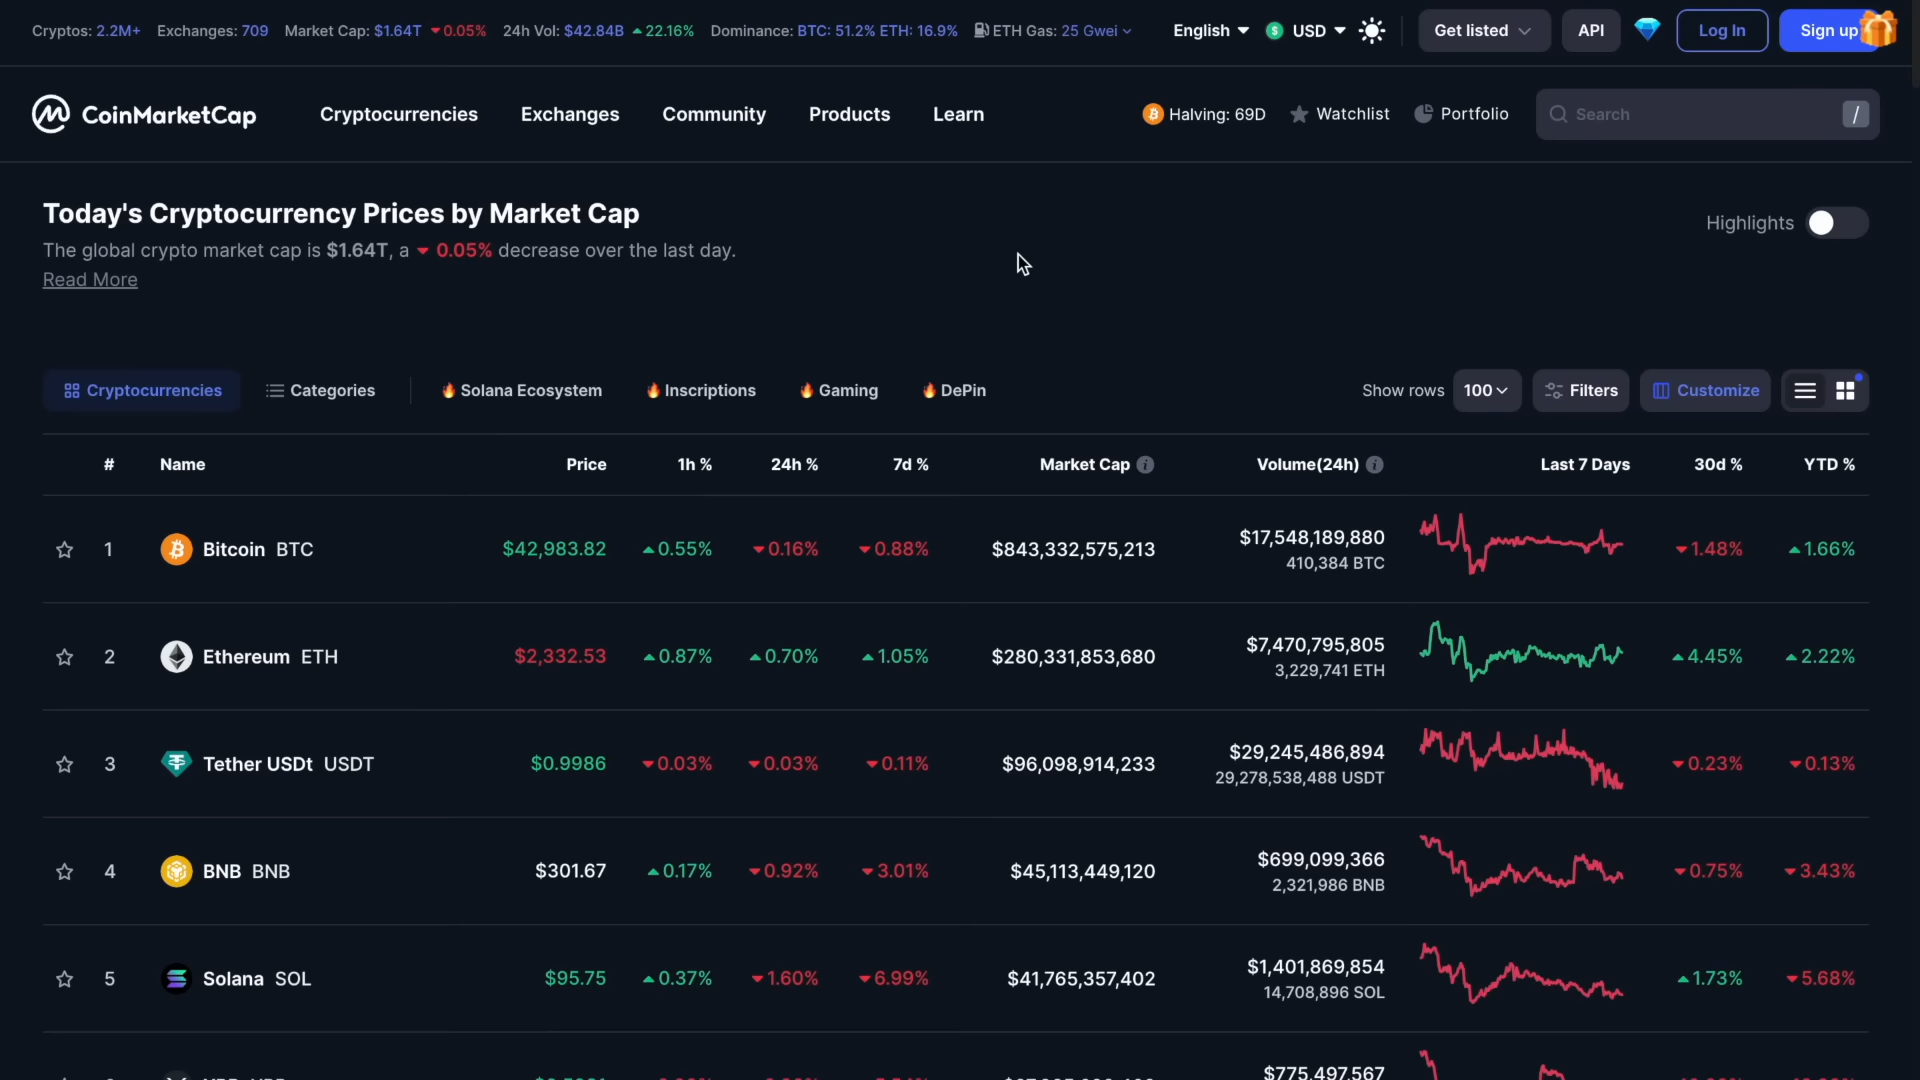 Cryptos: 2.2M+ Exchanges: 709 Market Cap: $1.64T 0.05% 24h Vol: $42.84B 22.16% Dominance: BTC: 51.2% ETH: 16.9% ETH Gas: 25 Gwei English USD Get listed API Log In Sign up
CoinMarketCap Cryptocurrencies Exchanges Community Products Learn Halving: 69D Watchlist Portfolio Search /
Today's Cryptocurrency Prices by Market Cap
Highlights
The global crypto market cap is $1.64T, a 0.05% decrease over the last day.
Read More
Cryptocurrencies Categories Solana Ecosystem Inscriptions Gaming DePin Show rows 100 Filters Customize
# Name Price 1h % 24h % 7d % Market Cap Volume(24h) Last 7 Days 30d % YTD %
1 Bitcoin BTC $42,983.82 0.55% 0.16% 0.88% $843,332,575,213 $17,548,189,880 1.48% 1.66%
410,384 BTC
2 Ethereum ETH $2,332.53 0.87% 0.70% 1.05% $280,331,853,680 $7,470,795,805 4.45% 2.22%
3,229,741 ETH
3 Tether USDt USDT $0.9986 0.03% 0.03% 0.11% $96,098,914,233 $29,245,486,894 0.23% 0.13%
29,278,538,488 USDT
4 BNB BNB $301.67 0.17% 0.92% 3.01% $45,113,449,120 $699,099,366 0.75% 3.43%
2,321,986 BNB
5 Solana SOL $95.75 0.37% 1.60% 6.99% $41,765,357,402 $1,401,869,854 1.73% 5.68%
14,708,896 SOL
$775,497,567